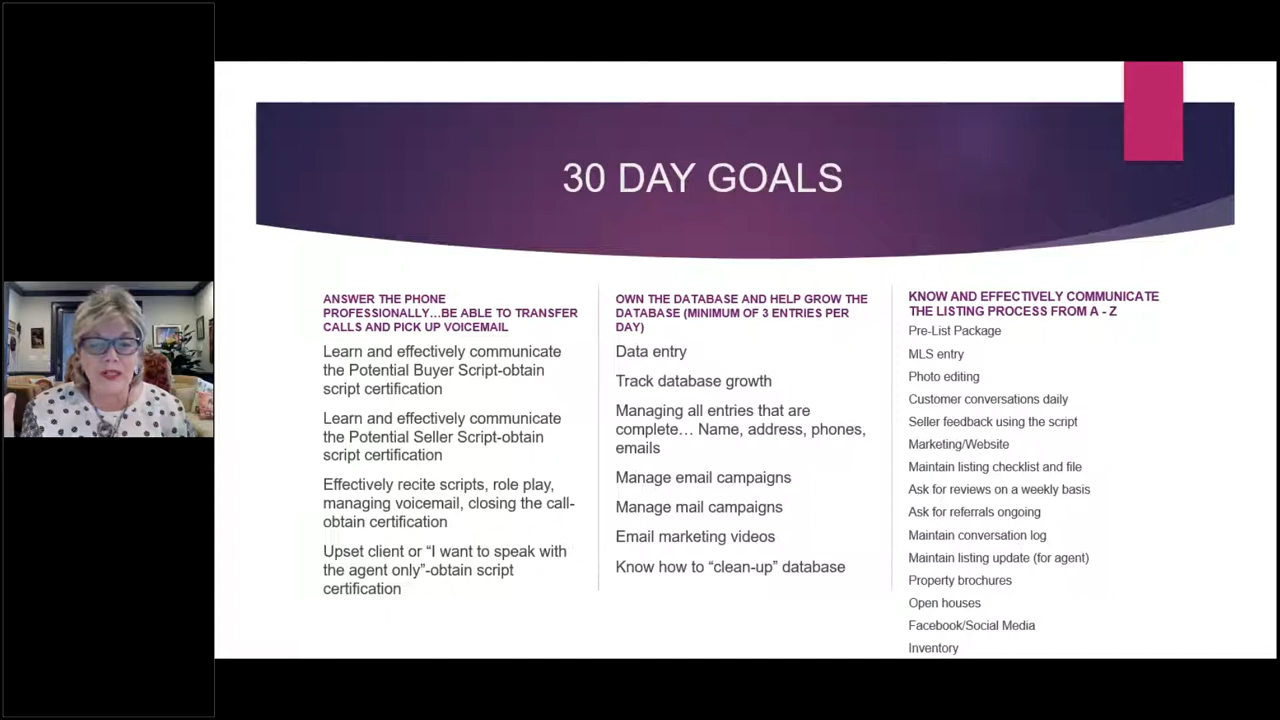 30 DAY GOALS
ANSWER THE PHONE
PROFESSIONALLY...BE ABLE TO TRANSFER
CALLS AND PICK UP VOICEMAIL
Learn and effectively communicate
the Potential Buyer Script-obtain
script certification
Learn and effectively communicate
the Potential Seller Script-obtain
script certification
Effectively recite scripts, role play,
managing voicemail, closing the call-
obtain certification
Upset client or “I want to speak with
the agent only”-obtain script
certification
OWN THE DATABASE AND HELP GROW THE
DATABASE (MINIMUM OF 3 ENTRIES PER
DAY)
Data entry
Track database growth
Managing all entries that are
complete… Name, address, phones,
emails
Manage email campaigns
Manage mail campaigns
Email marketing videos
Know how to “clean-up” database
KNOW AND EFFECTIVELY COMMUNICATE
THE LISTING PROCESS FROM A - Z
Pre-List Package
MLS entry
Photo editing
Customer conversations daily
Seller feedback using the script
Marketing/Website
Maintain listing checklist and file
Ask for reviews on a weekly basis
Ask for referrals ongoing
Maintain conversation log
Maintain listing update (for agent)
Property brochures
Open houses
Facebook/Social Media
Inventory